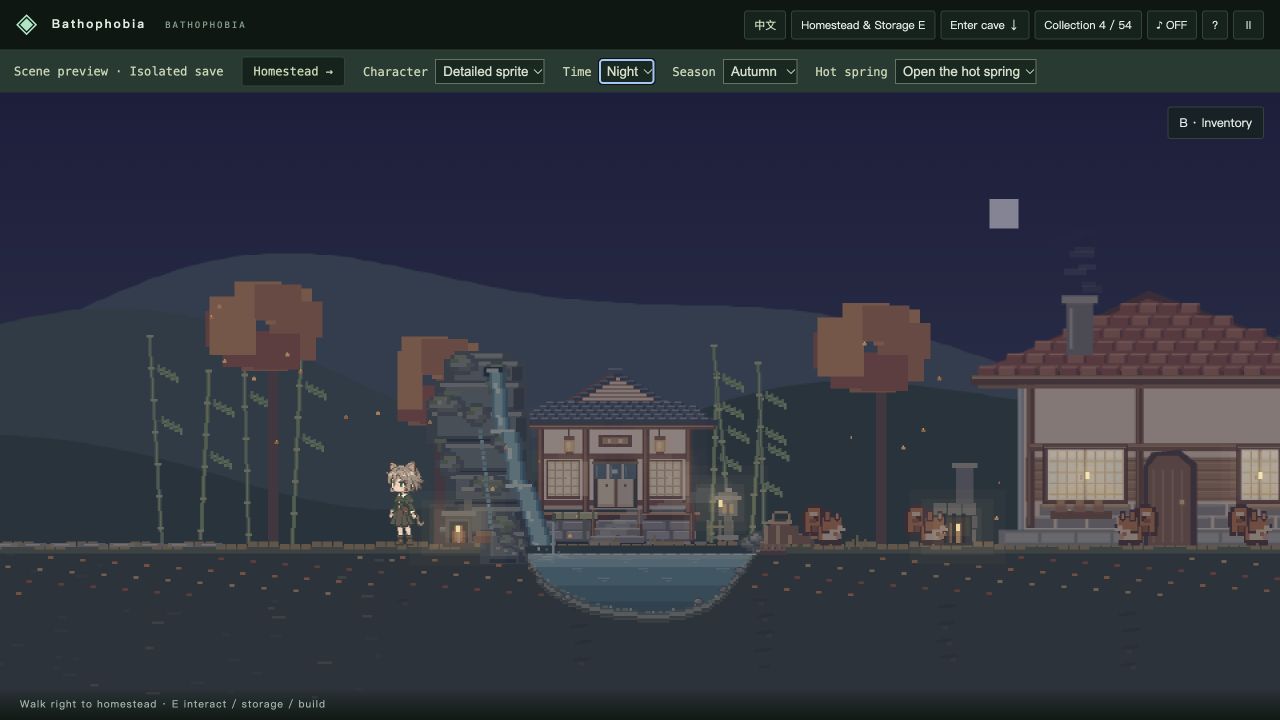 Bathophobia BATHOPHOBIA 中文 Homestead & Storage E Enter cave ↓ Collection 4 / 54 ♪ OFF ? II
Scene preview · Isolated save Homestead → Character Detailed sprite Time Night Season Autumn Hot spring Open the hot spring
B · Inventory
Walk right to homestead · E interact / storage / build